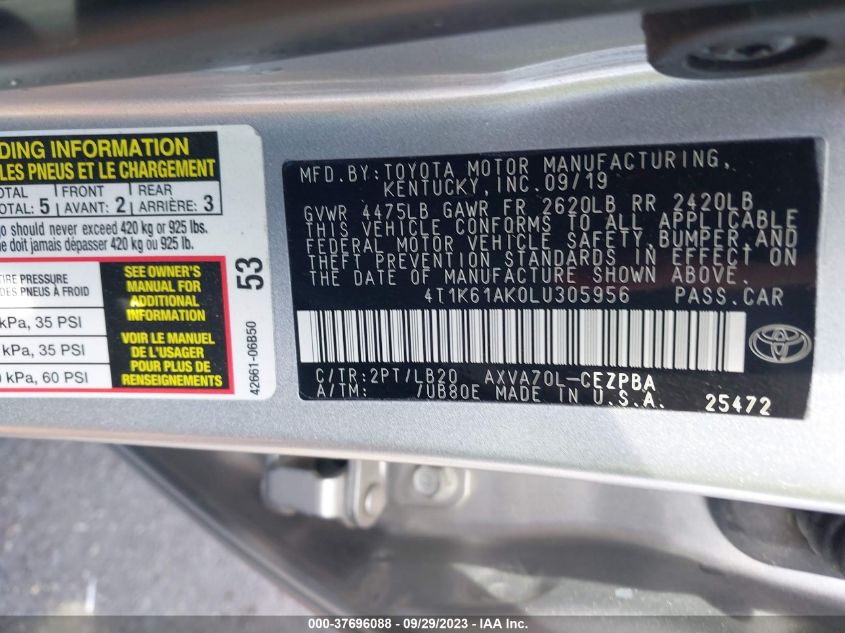 DING INFORMATION
LES PNEUS ET LE CHARGEMENT
OTAL FRONT REAR
OTAL: 5 AVANT: 2 ARRIÈRE: 3
go should never exceed 420 kg or 925 lbs.
ne doit jamais dépasser 420 kg ou 925 lb.
TIRE PRESSURE
DES PNEUS À FROID
kPa, 35 PSI
kPa, 35 PSI
kPa, 60 PSI
SEE OWNER'S
MANUAL FOR
ADDITIONAL
INFORMATION
VOIR LE MANUEL
DE L'USAGER
POUR PLUS DE
RENSEIGNEMENTS
53
42661-06B50
MFD.BY:TOYOTA MOTOR MANUFACTURING,
KENTUCKY,INC.09/19
GVWR 4475LB GAWR FR 2620LB RR 2420LB
THIS VEHICLE CONFORMS TO ALL APPLICABLE
FEDERAL MOTOR VEHICLE SAFETY,BUMPER,AND
THEFT PREVENTION STANDARDS IN EFFECT ON
THE DATE OF MANUFACTURE SHOWN ABOVE.
4T1K61AK0LU305956 PASS.CAR
C/TR:2PT/LB20 AXVA70L-CEZPBA
A/TM: /UB80E MADE IN U.S.A. 25472
000-37696088 - 09/29/2023 - IAA Inc.